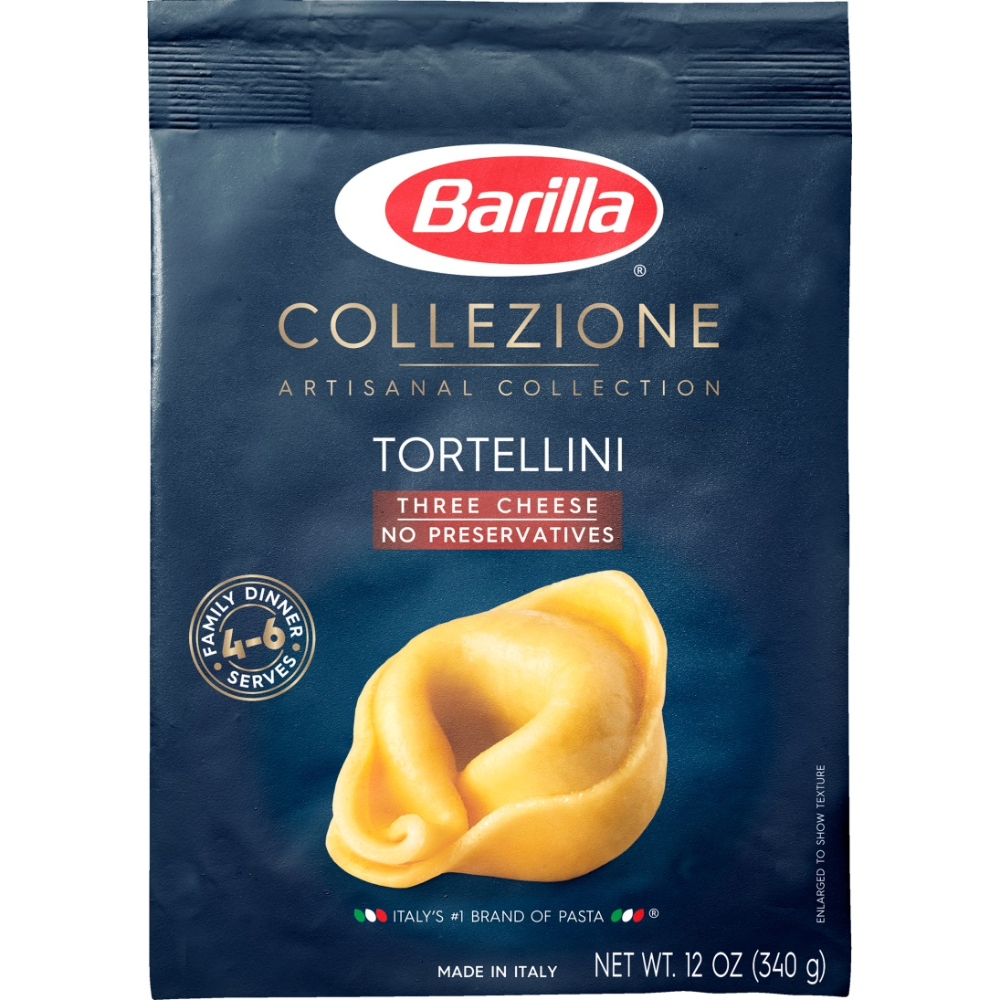 Barilla
®
COLLEZIONE
ARTISANAL COLLECTION
TORTELLINI
THREE CHEESE
NO PRESERVATIVES
FAMILY DINNER
4-6
SERVES
ENLARGED TO SHOW TEXTURE
ITALY'S #1 BRAND OF PASTA ®
MADE IN ITALY
NET WT. 12 OZ (340 g)